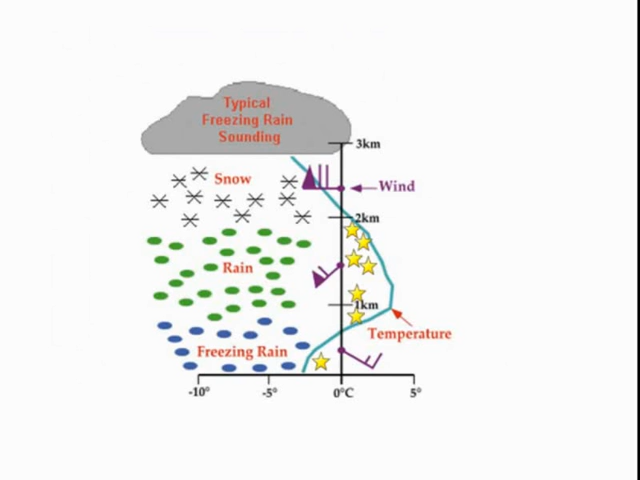 Typical
Freezing Rain
Sounding
3km
Snow
Wind
2km
Rain
1km
Temperature
Freezing Rain
-10° -5° 0°C 5°